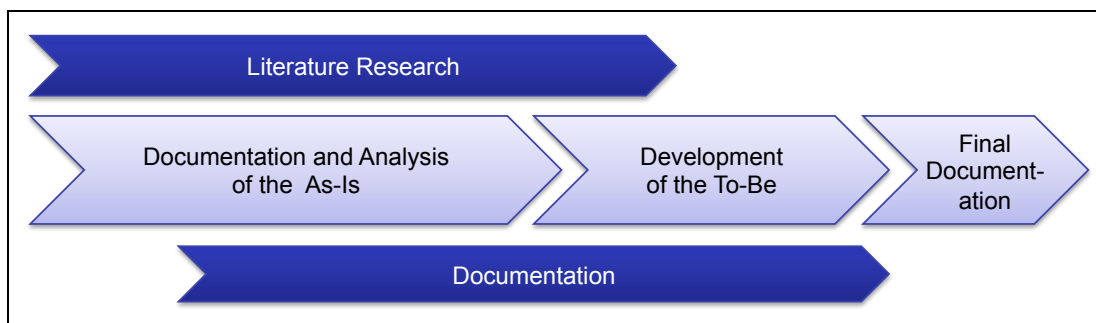 Literature Research
Documentation and Analysis
of the As-Is
Development
of the To-Be
Final
Document-
ation
Documentation